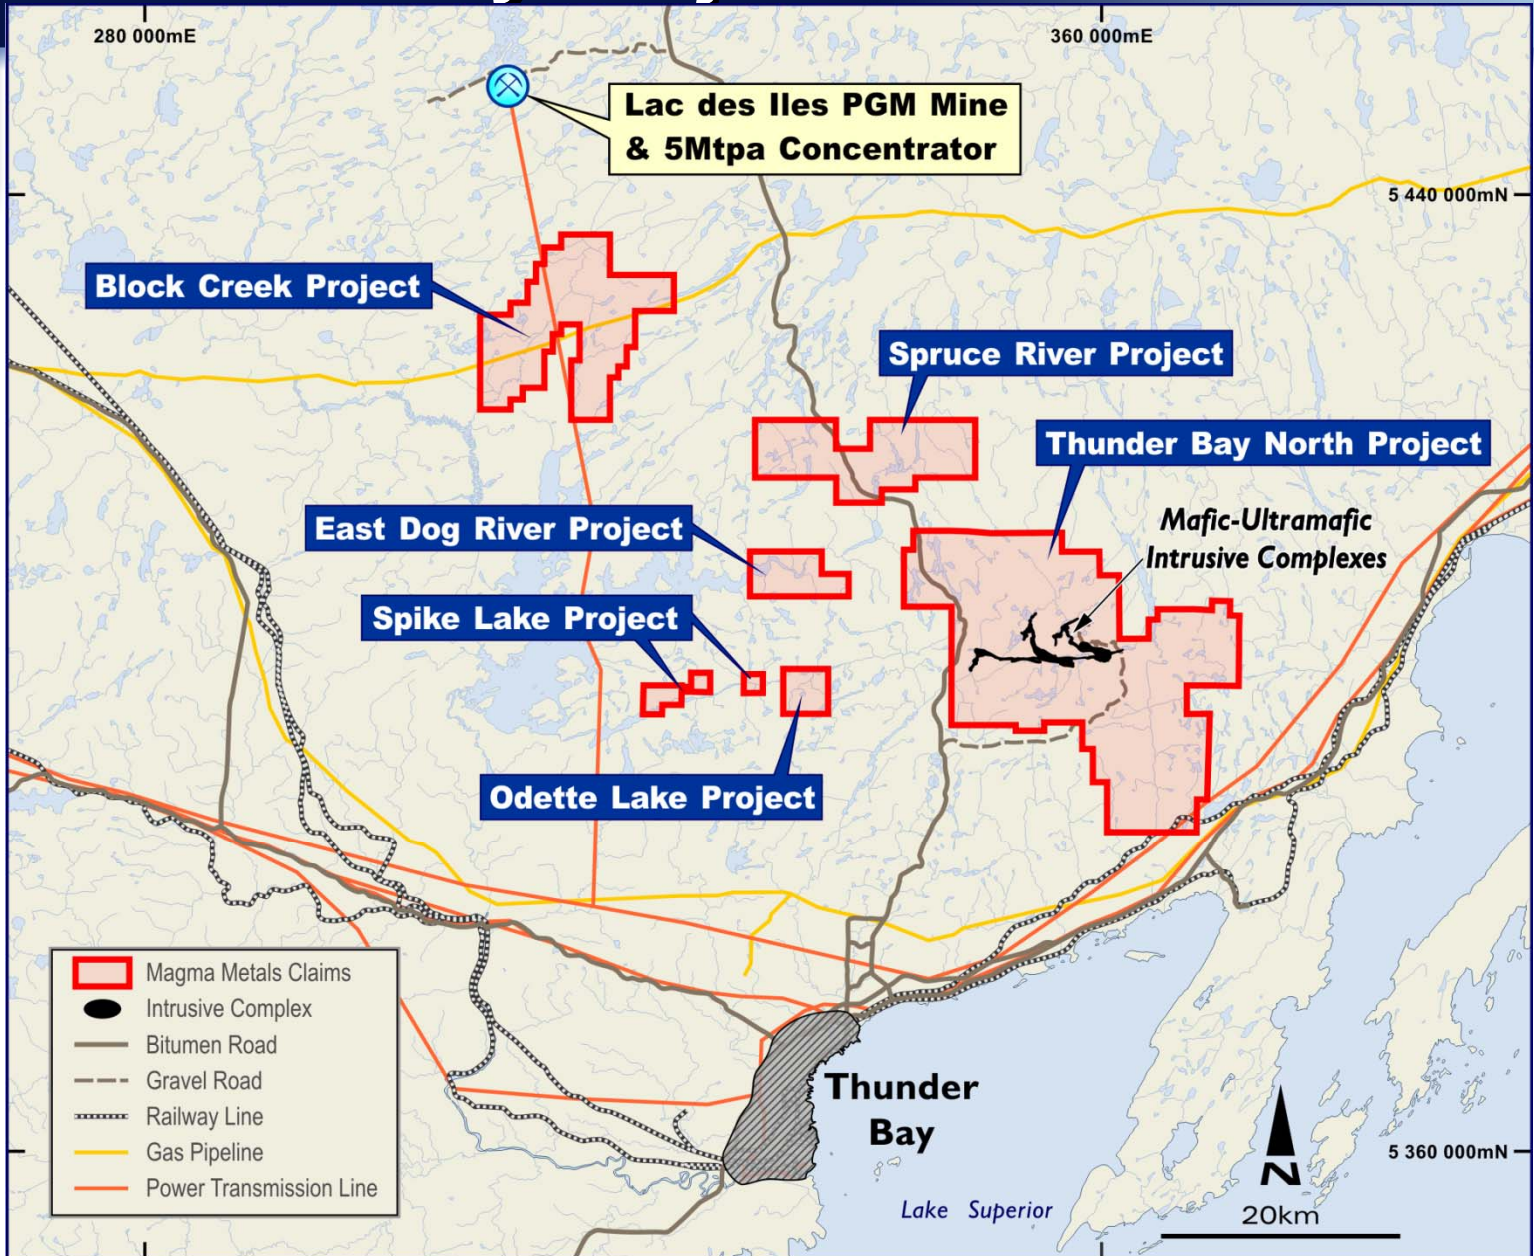 280 000mE
360 000mE
Lac des Iles PGM Mine
& 5Mtpa Concentrator
5 440 000mN
Block Creek Project
Spruce River Project
Thunder Bay North Project
East Dog River Project
Mafic-Ultramafic
Intrusive Complexes
Spike Lake Project
Odette Lake Project
Magma Metals Claims
Intrusive Complex
Bitumen Road
Gravel Road
Railway Line
Gas Pipeline
Power Transmission Line
Thunder
Bay
5 360 000mN
N
Lake Superior
20km